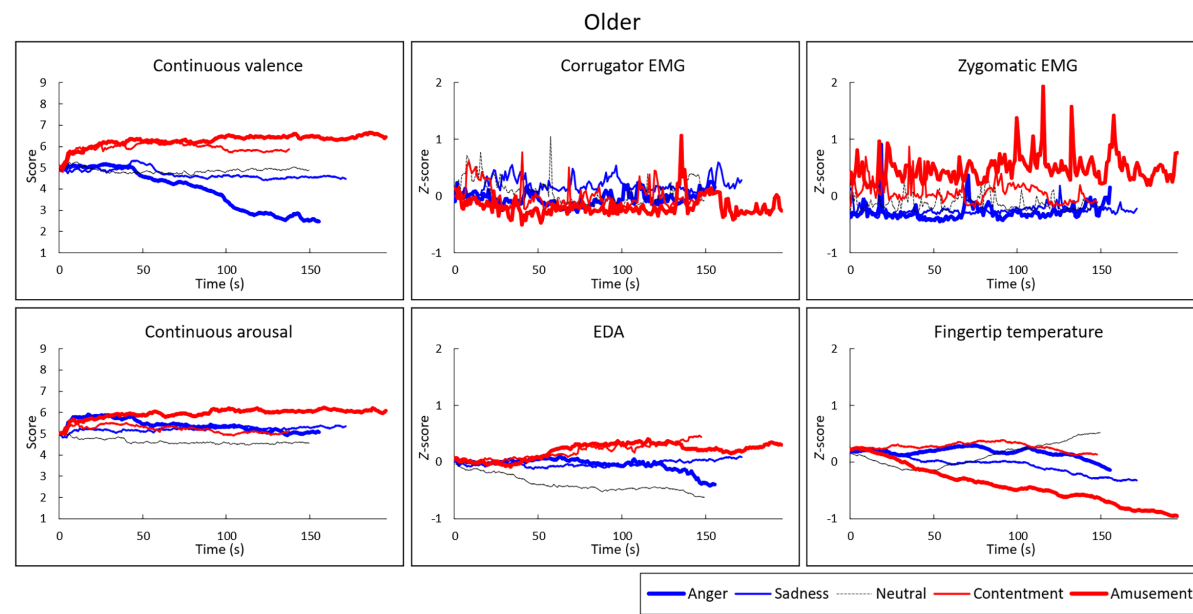 Older
Continuous valence
9
8
7
6
5
4
3
2
1
Score
0 50 100 150
Time (s)
Corrugator EMG
2
1
0
-1
Z-score
0 50 100 150
Time (s)
Zygomatic EMG
2
1
0
-1
Z-score
0 50 100 150
Time (s)
Continuous arousal
9
8
7
6
5
4
3
2
1
Score
0 50 100 150
Time (s)
EDA
2
1
0
-1
Z-score
0 50 100 150
Time (s)
Fingertip temperature
2
1
0
-1
Z-score
0 50 100 150
Time (s)
Anger Sadness Neutral Contentment Amusement